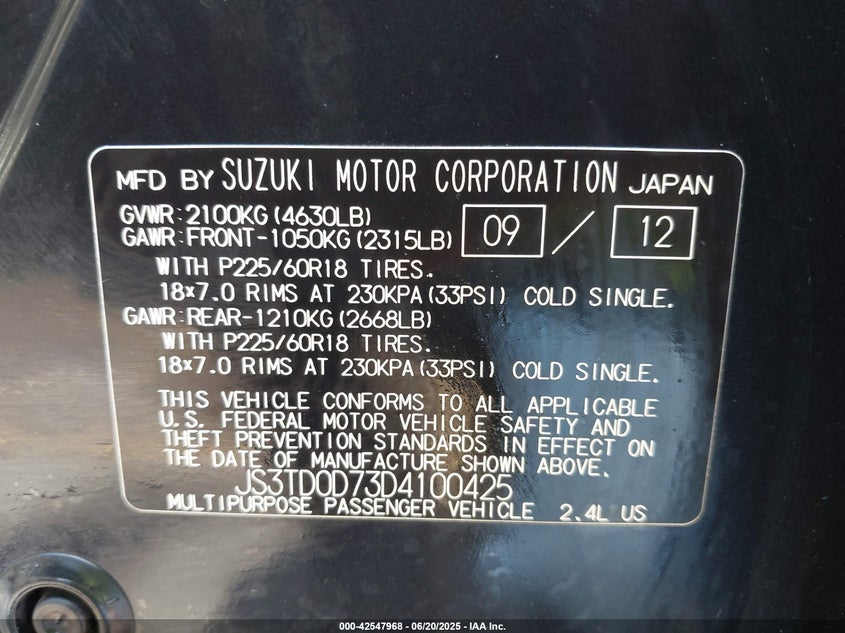 MFD BY SUZUKI MOTOR CORPORATION JAPAN
GVWR:2100KG(4630LB)
GAWR:FRONT-1050KG(2315LB) 09 / 12
WITH P225/60R18 TIRES.
18×7.0 RIMS AT 230KPA(33PSI) COLD SINGLE.
GAWR:REAR-1210KG(2668LB)
WITH P225/60R18 TIRES.
18×7.0 RIMS AT 230KPA(33PSI) COLD SINGLE.
THIS VEHICLE CONFORMS TO ALL APPLICABLE
U.S. FEDERAL MOTOR VEHICLE SAFETY AND
THEFT PREVENTION STANDARDS IN EFFECT ON
THE DATE OF MANUFACTURE SHOWN ABOVE.
JS3TD0D73D4100425
MULTIPURPOSE PASSENGER VEHICLE 2.4L US
000-42547968 - 06/20/2025 - IAA Inc.